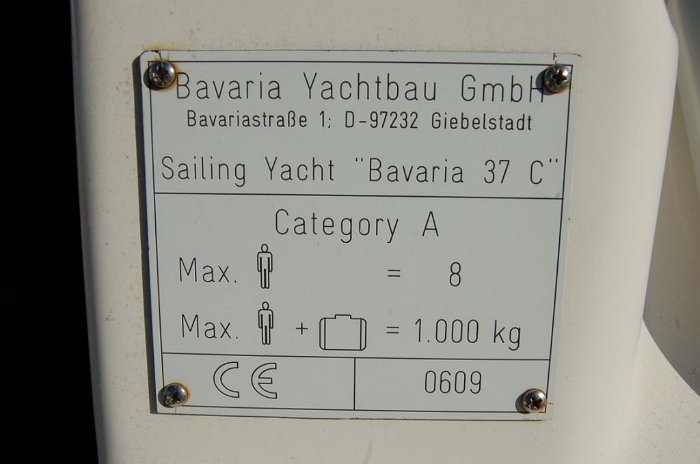 Bavaria Yachtbau GmbH
Bavariastraße 1; D-97232 Giebelstadt
Sailing Yacht "Bavaria 37 C"
Category A
Max. = 8
Max. + = 1.000 kg
CE 0609